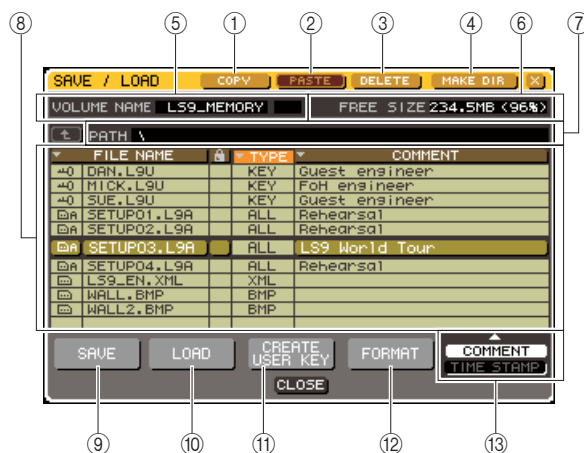 ⑧ ⑤ ① ② ③ ④ ⑥ ⑦
SAVE / LOAD COPY PASTE DELETE MAKE DIR X
VOLUME NAME LS9_MEMORY FREE SIZE 234.5MB (96%)
PATH \
FILE NAME TYPE COMMENT
DAN.L9U KEY Guest engineer
MICK.L9U KEY FoH engineer
SUE.L9U KEY Guest engineer
SETUP01.L9A ALL Rehearsal
SETUP02.L9A ALL Rehearsal
SETUP03.L9A ALL LS9 World Tour
SETUP04.L9A ALL Rehearsal
LS9_EN.XML XML
WALL.BMP BMP
WALL2.BMP BMP
SAVE LOAD CREATE USER KEY FORMAT COMMENT
TIME STAMP
CLOSE
⑨ ⑩ ⑪ ⑫ ⑬